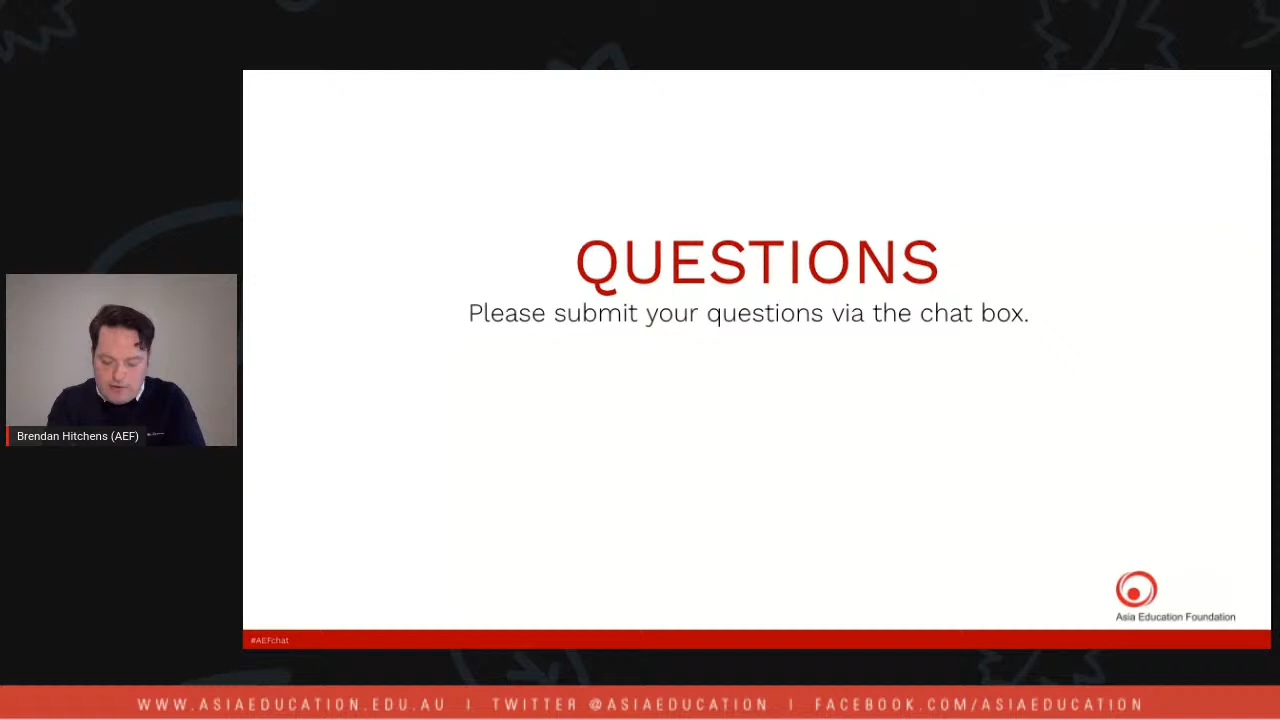 QUESTIONS
Please submit your questions via the chat box.
Brendan Hitchens (AEF)
Asia Education Foundation
#AEFchat
WWW.ASIAEDUCATION.EDU.AU | TWITTER @ASIAEDUCATION | FACEBOOK.COM/ASIAEDUCATION